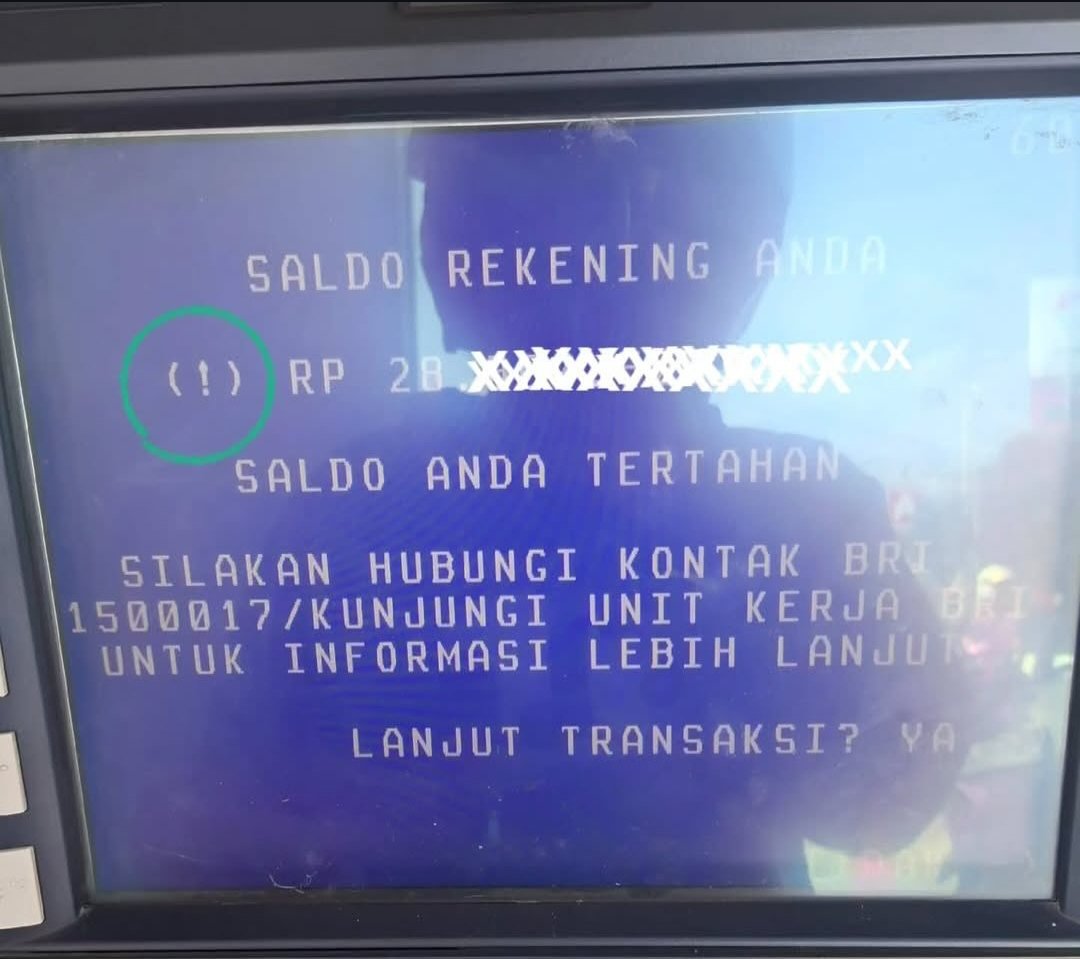 SALDO REKENING ANDA
(!) RP 28.XXXXXXXXXXXXXXXX
SALDO ANDA TERTAHAN
SILAKAN HUBUNGI KONTAK BRI
1500017/KUNJUNGI UNIT KERJA BRI
UNTUK INFORMASI LEBIH LANJUT
LANJUT TRANSAKSI? YA